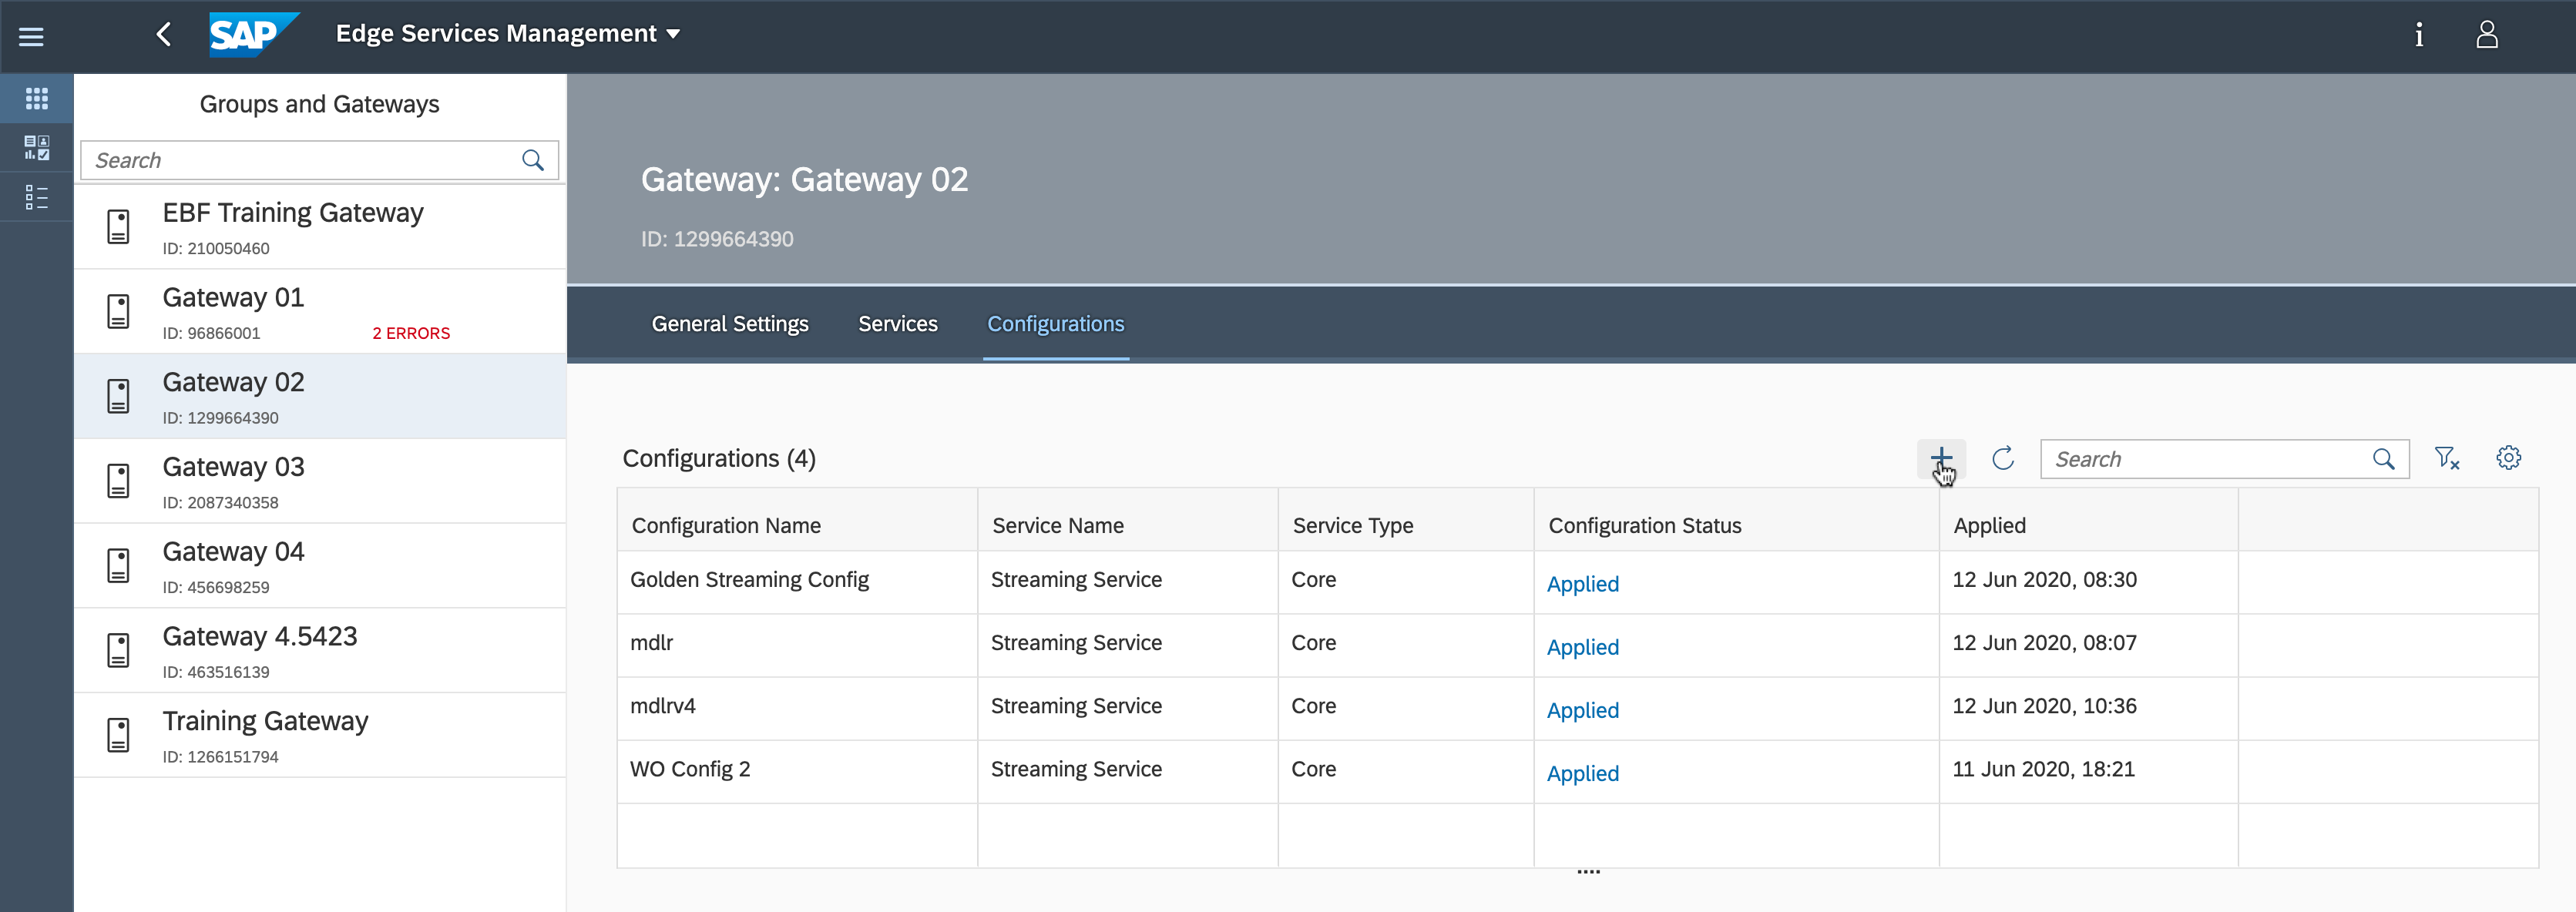 SAP Edge Services Management
Groups and Gateways
Search
EBF Training Gateway
ID: 210050460
Gateway 01
ID: 96866001 2 ERRORS
Gateway 02
ID: 1299664390
Gateway 03
ID: 2087340358
Gateway 04
ID: 456698259
Gateway 4.5423
ID: 463516139
Training Gateway
ID: 1266151794
Gateway: Gateway 02
ID: 1299664390
General Settings Services Configurations
Configurations (4) Search
Configuration Name Service Name Service Type Configuration Status Applied
Golden Streaming Config Streaming Service Core Applied 12 Jun 2020, 08:30
mdlr Streaming Service Core Applied 12 Jun 2020, 08:07
mdlrv4 Streaming Service Core Applied 12 Jun 2020, 10:36
WO Config 2 Streaming Service Core Applied 11 Jun 2020, 18:21